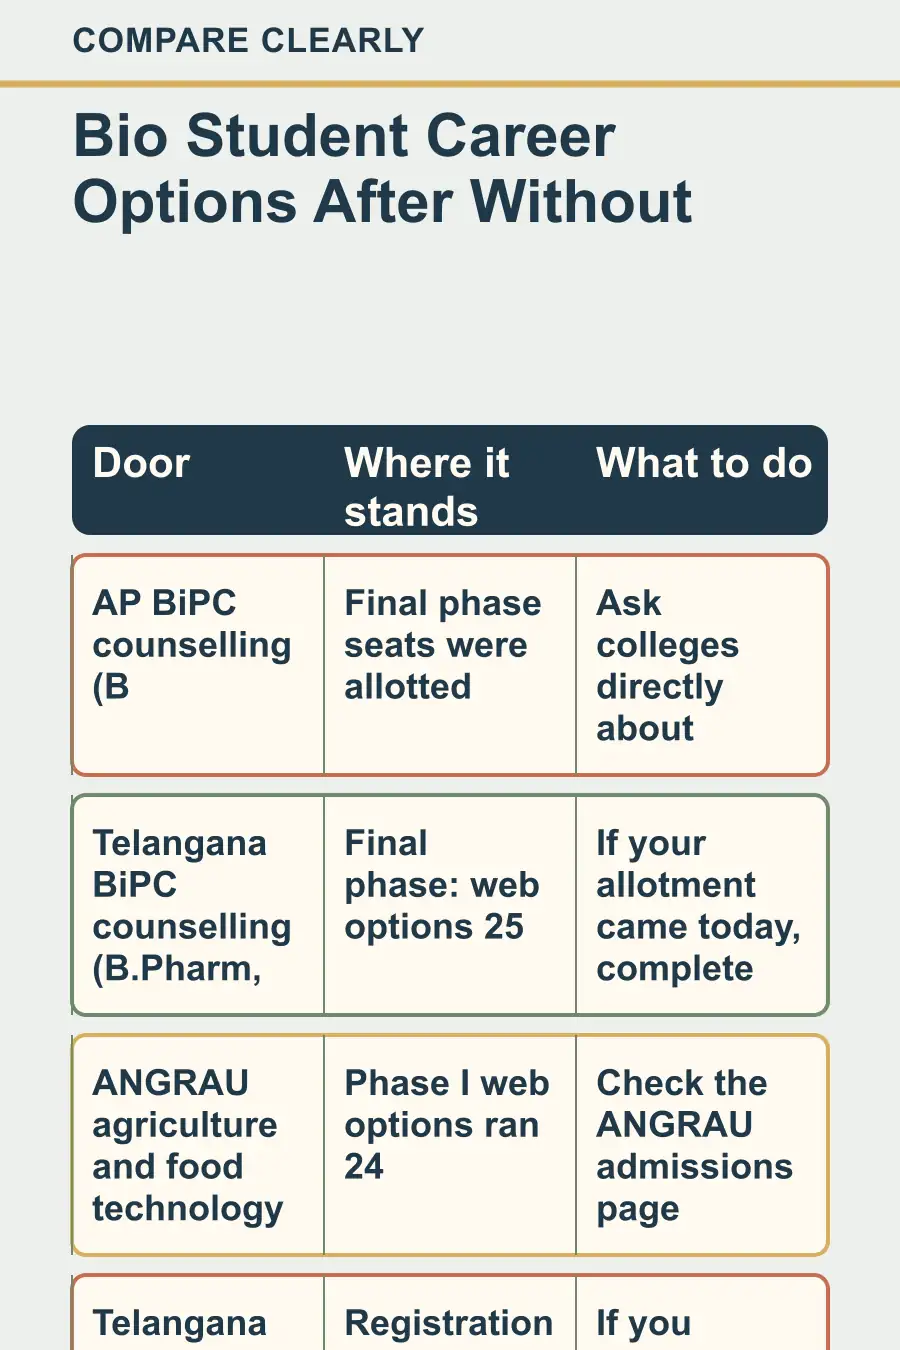 COMPARE CLEARLY
Bio Student Career
Options After Without
Door
Where it
stands
What to do
AP BiPC
counselling
(B
Final phase
seats were
allotted
Ask
colleges
directly
about
Telangana
BiPC
counselling
(B.Pharm,
Final
phase: web
options 25
If your
allotment
came today,
complete
ANGRAU
agriculture
and food
technology
Phase I web
options ran
24
Check the
ANGRAU
admissions
page
Telangana
Registration
If you